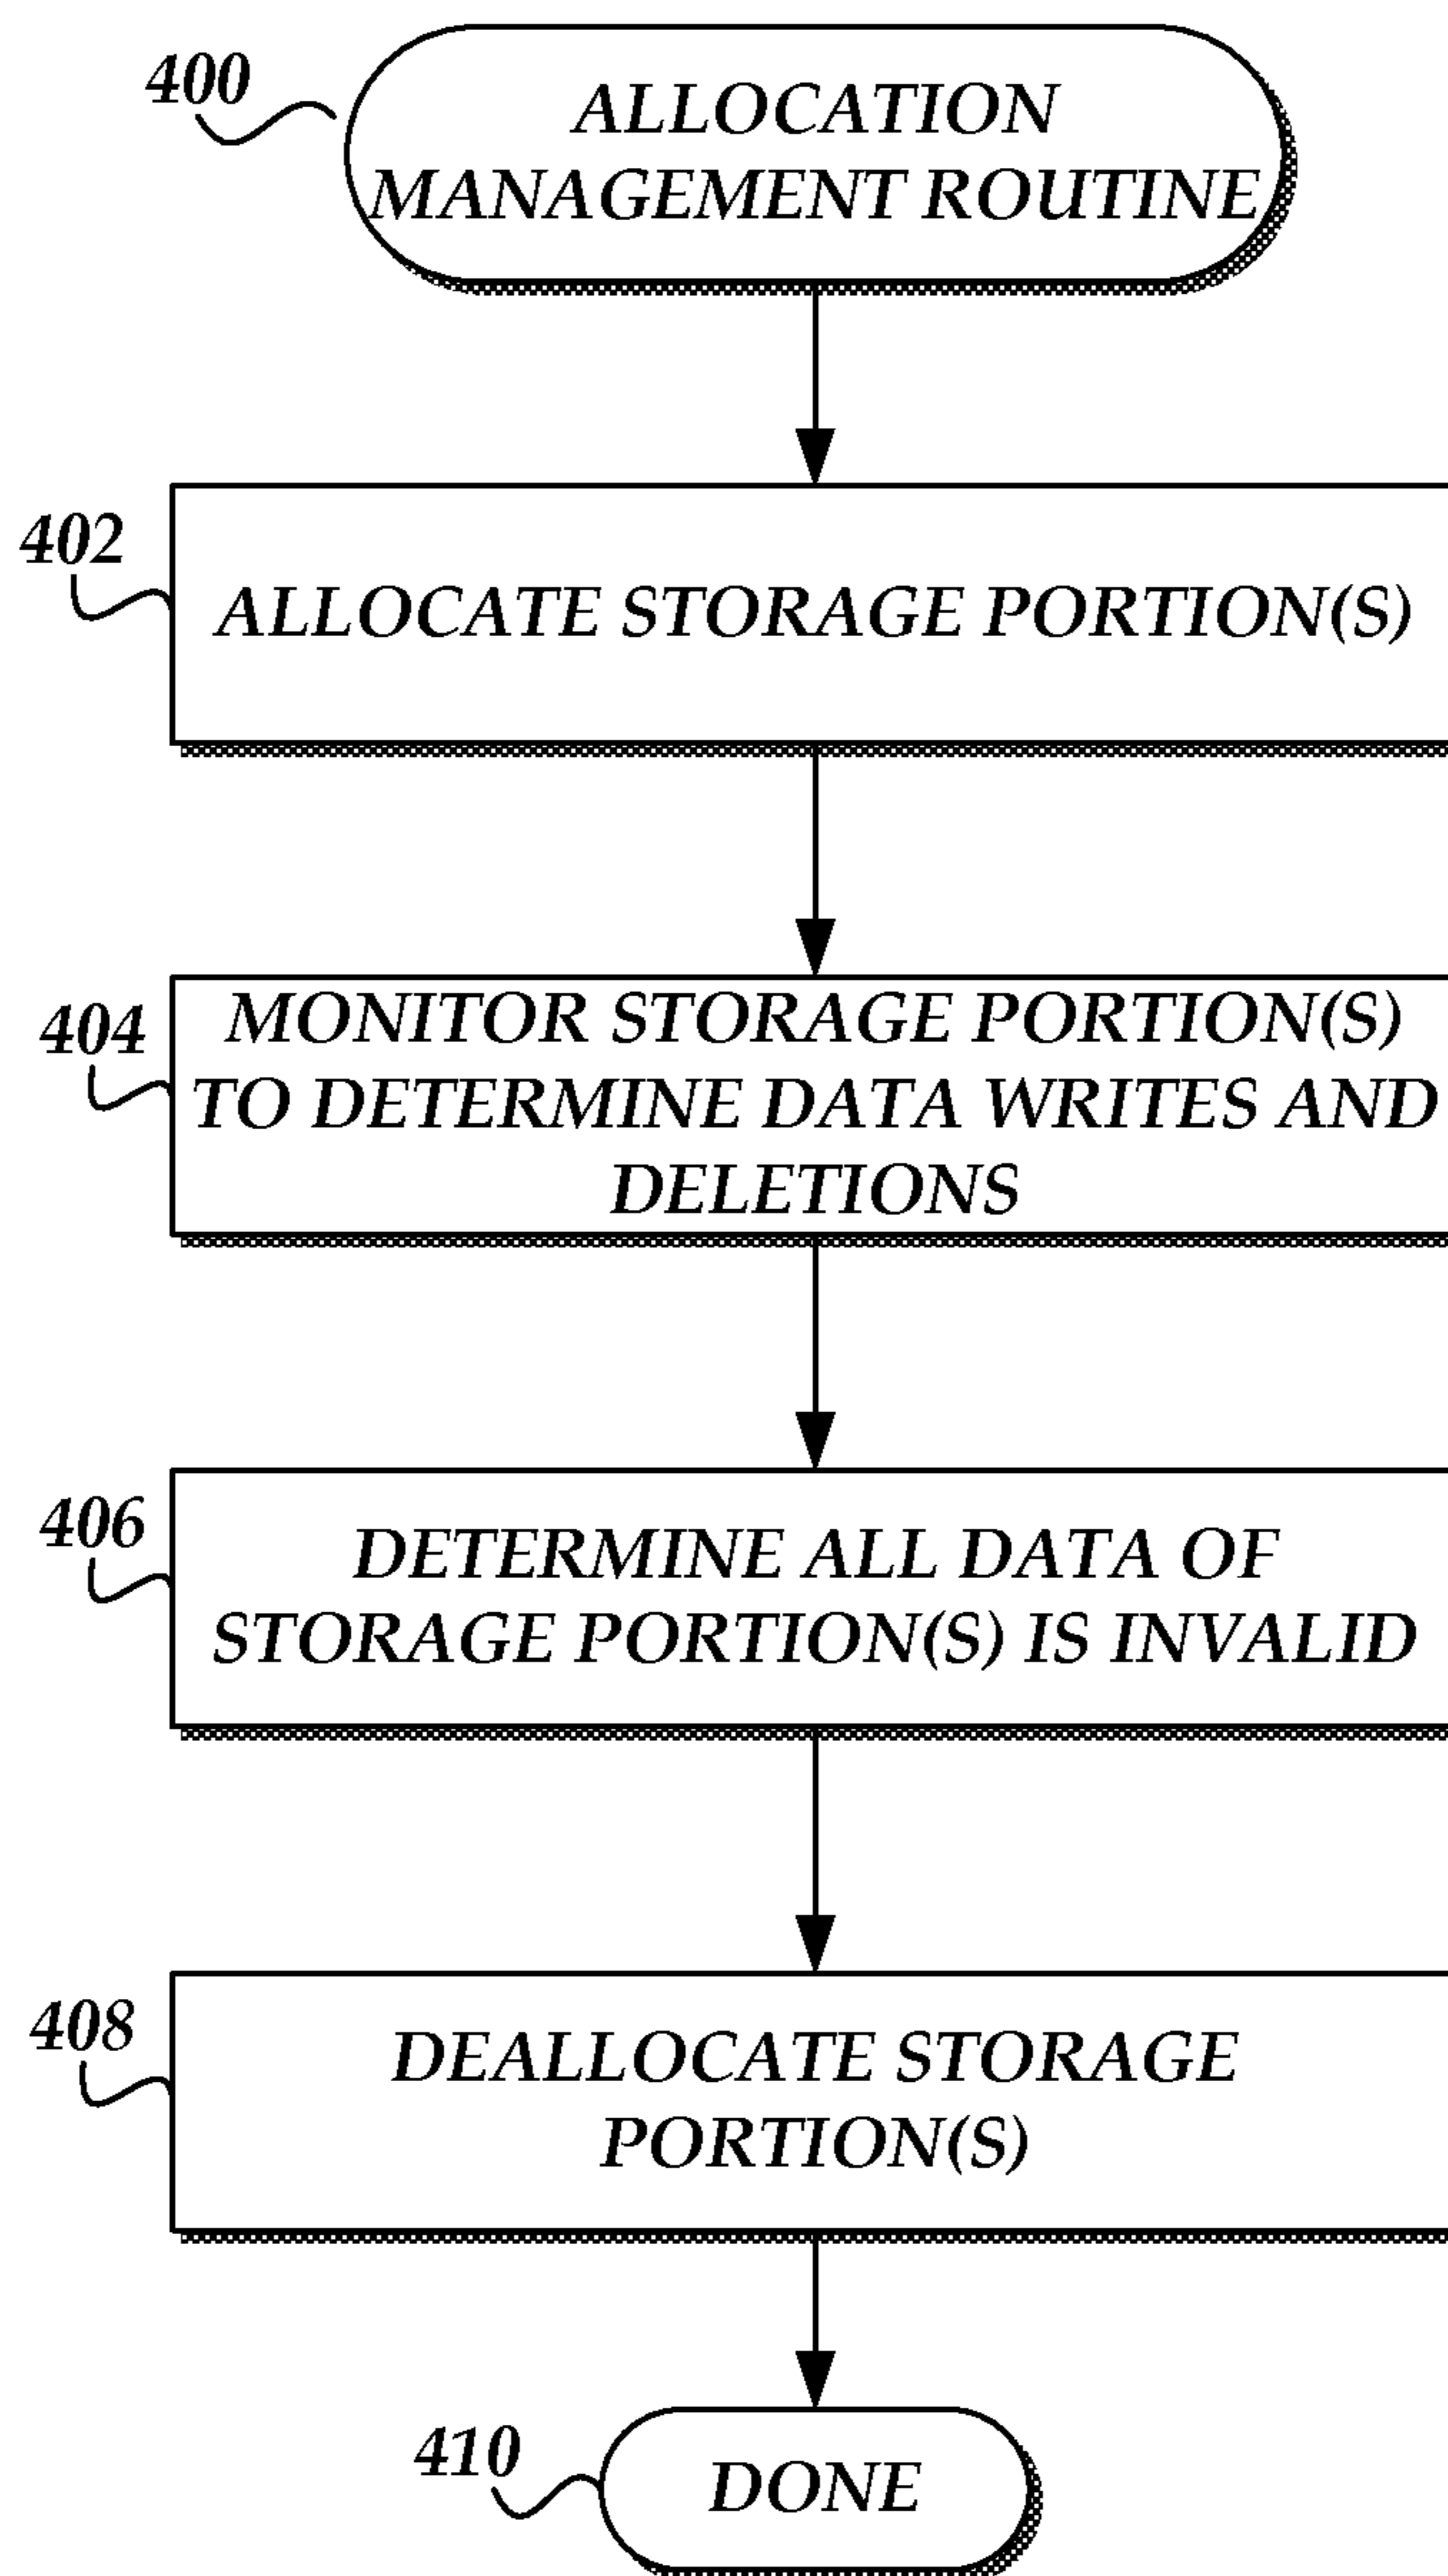 400
ALLOCATION
MANAGEMENT ROUTINE
402
ALLOCATE STORAGE PORTION(S)
404
MONITOR STORAGE PORTION(S)
TO DETERMINE DATA WRITES AND
DELETIONS
406
DETERMINE ALL DATA OF
STORAGE PORTION(S) IS INVALID
408
DEALLOCATE STORAGE
PORTION(S)
410
DONE